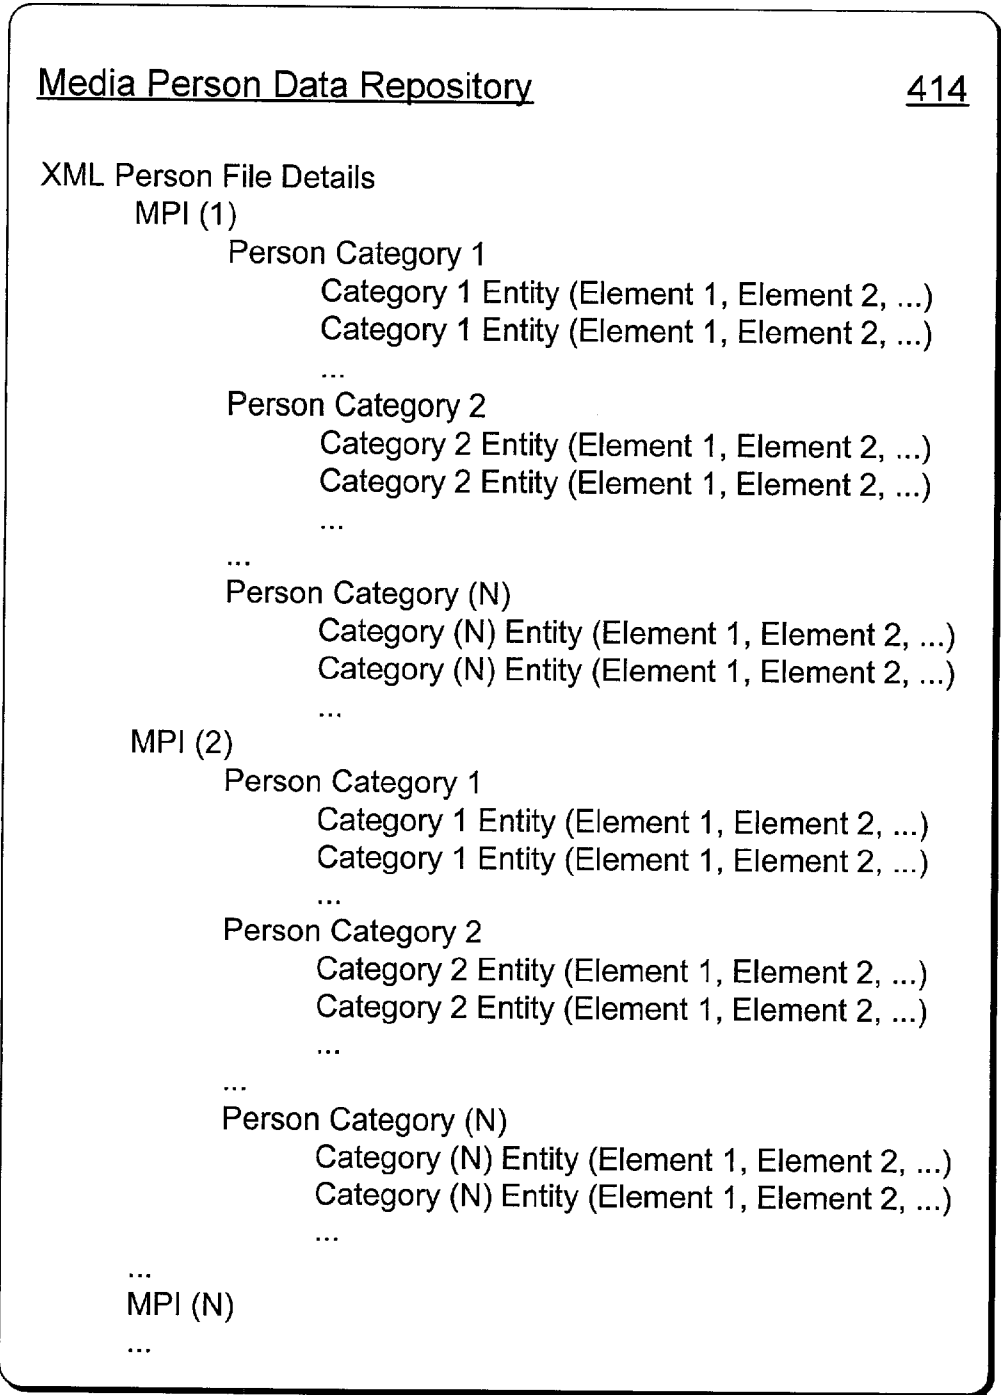 Media Person Data Repository 414
XML Person File Details
MPI (1)
Person Category 1
Category 1 Entity (Element 1, Element 2, ...)
Category 1 Entity (Element 1, Element 2, ...)
...
Person Category 2
Category 2 Entity (Element 1, Element 2, ...)
Category 2 Entity (Element 1, Element 2, ...)
...
...
Person Category (N)
Category (N) Entity (Element 1, Element 2, ...)
Category (N) Entity (Element 1, Element 2, ...)
...
MPI (2)
Person Category 1
Category 1 Entity (Element 1, Element 2, ...)
Category 1 Entity (Element 1, Element 2, ...)
...
Person Category 2
Category 2 Entity (Element 1, Element 2, ...)
Category 2 Entity (Element 1, Element 2, ...)
...
...
Person Category (N)
Category (N) Entity (Element 1, Element 2, ...)
Category (N) Entity (Element 1, Element 2, ...)
...
...
MPI (N)
...